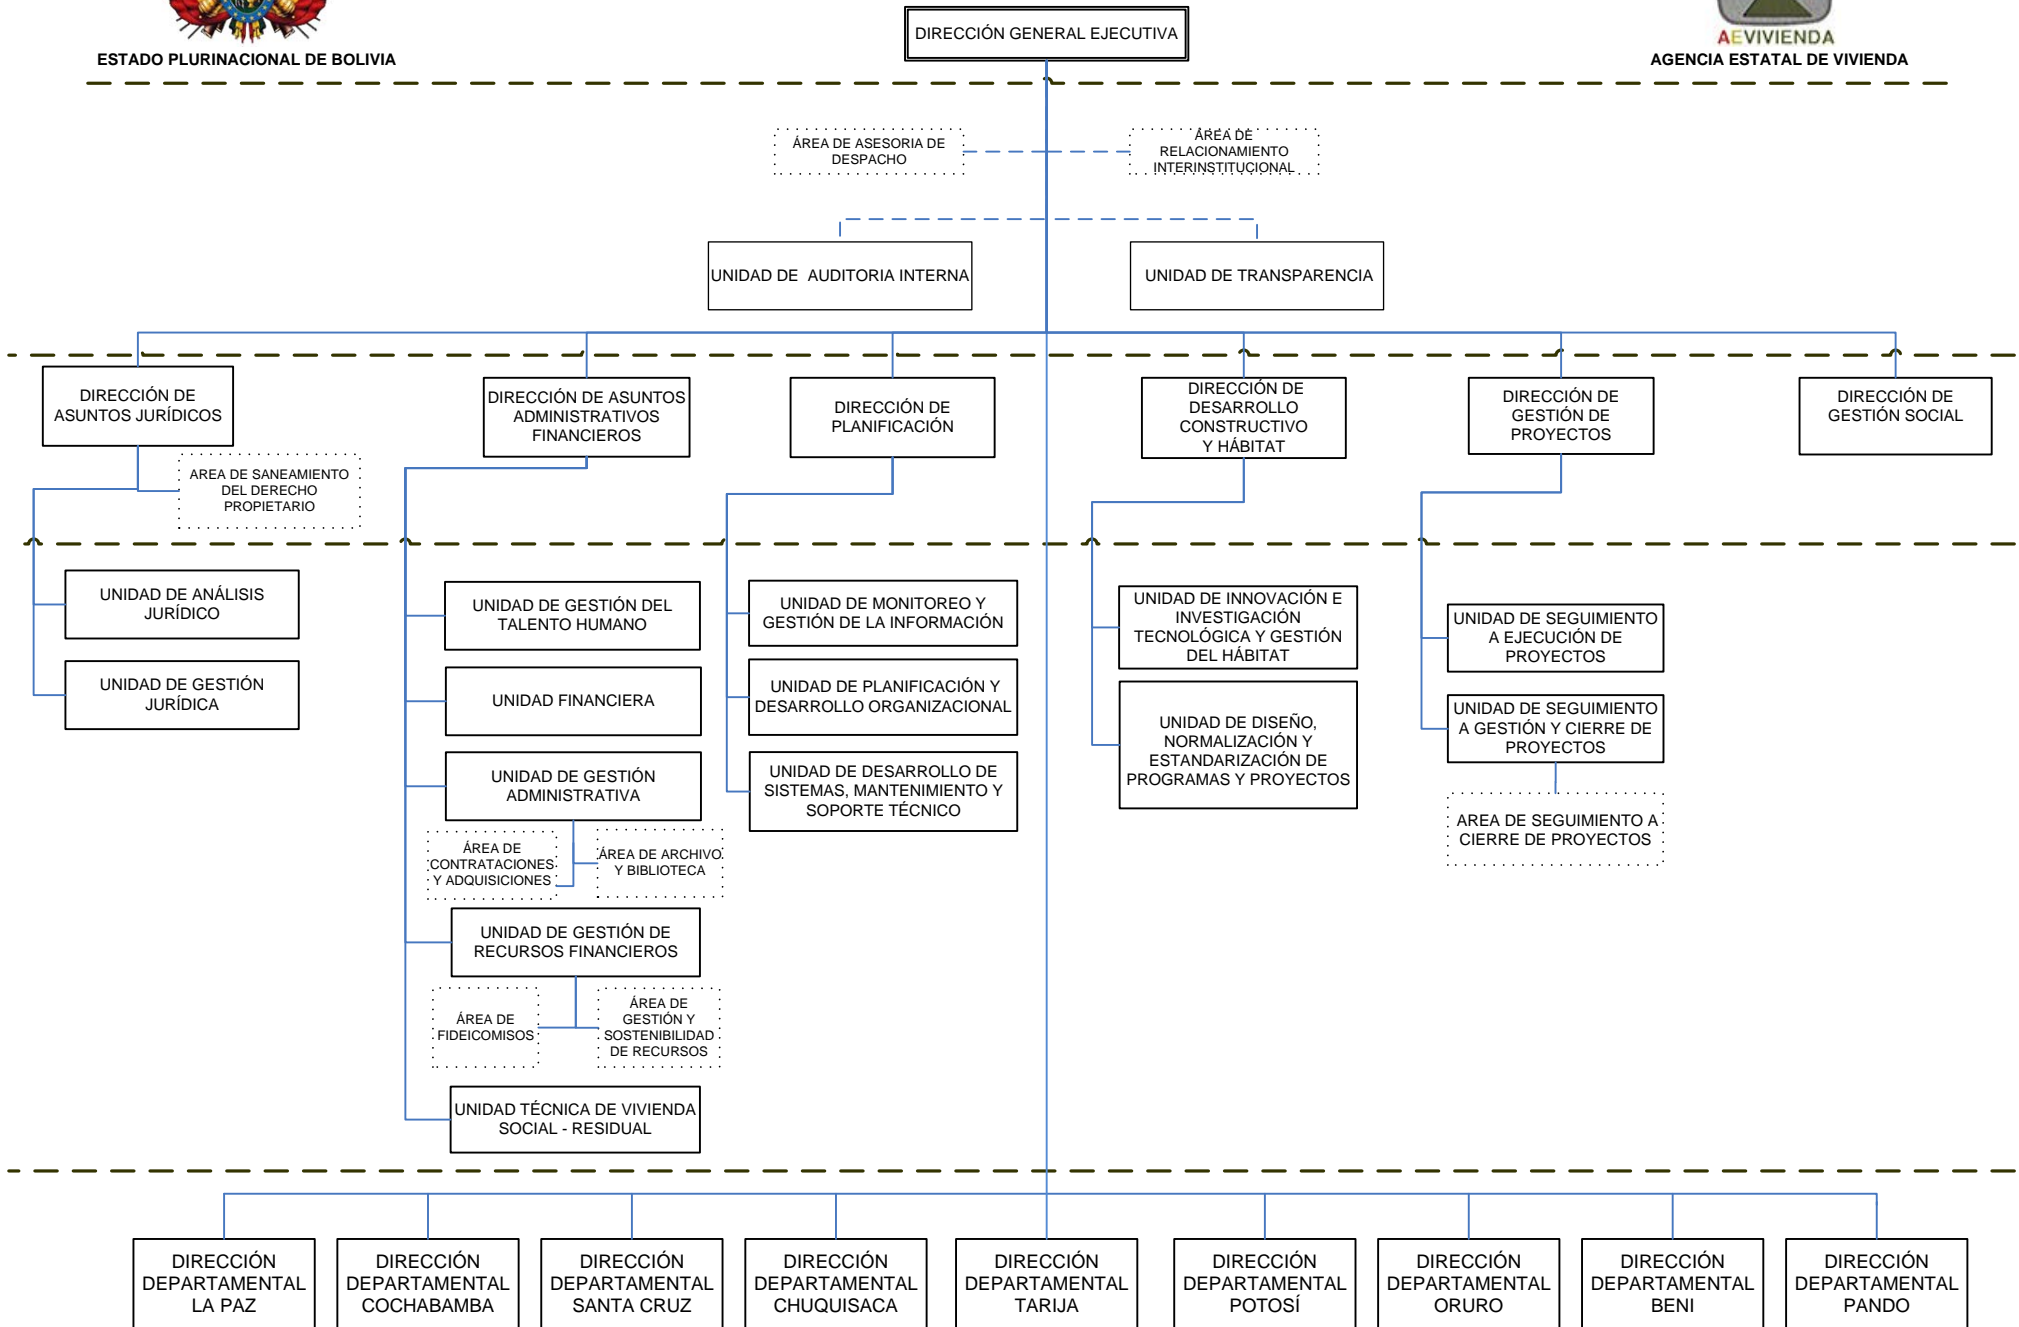 ESTADO PLURINACIONAL DE BOLIVIA
DIRECCIÓN GENERAL EJECUTIVA
AEVIVIENDA
AGENCIA ESTATAL DE VIVIENDA
ÁREA DE ASESORIA DE
DESPACHO
ÁREA DE
RELACIONAMIENTO
INTERINSTITUCIONAL
UNIDAD DE  AUDITORIA INTERNA
UNIDAD DE TRANSPARENCIA
DIRECCIÓN DE
ASUNTOS JURÍDICOS
DIRECCIÓN DE ASUNTOS
ADMINISTRATIVOS
FINANCIEROS
DIRECCIÓN DE
PLANIFICACIÓN
DIRECCIÓN DE
DESARROLLO
CONSTRUCTIVO
Y HÁBITAT
DIRECCIÓN DE
GESTIÓN DE
PROYECTOS
DIRECCIÓN DE
GESTIÓN SOCIAL
AREA DE SANEAMIENTO
DEL DERECHO
PROPIETARIO
UNIDAD DE ANÁLISIS
JURÍDICO
UNIDAD DE GESTIÓN
JURÍDICA
UNIDAD DE GESTIÓN DEL
TALENTO HUMANO
UNIDAD FINANCIERA
UNIDAD DE GESTIÓN
ADMINISTRATIVA
ÁREA DE
CONTRATACIONES
Y ADQUISICIONES
ÁREA DE ARCHIVO
Y BIBLIOTECA
UNIDAD DE GESTIÓN DE
RECURSOS FINANCIEROS
ÁREA DE
FIDEICOMISOS
ÁREA DE
GESTIÓN Y
SOSTENIBILIDAD
DE RECURSOS
UNIDAD TÉCNICA DE VIVIENDA
SOCIAL - RESIDUAL
UNIDAD DE MONITOREO Y
GESTIÓN DE LA INFORMACIÓN
UNIDAD DE PLANIFICACIÓN Y
DESARROLLO ORGANIZACIONAL
UNIDAD DE DESARROLLO DE
SISTEMAS, MANTENIMIENTO Y
SOPORTE TÉCNICO
UNIDAD DE INNOVACIÓN E
INVESTIGACIÓN
TECNOLÓGICA Y GESTIÓN
DEL HÁBITAT
UNIDAD DE DISEÑO,
NORMALIZACIÓN Y
ESTANDARIZACIÓN DE
PROGRAMAS Y PROYECTOS
UNIDAD DE SEGUIMIENTO
A EJECUCIÓN DE
PROYECTOS
UNIDAD DE SEGUIMIENTO
A GESTIÓN Y CIERRE DE
PROYECTOS
AREA DE SEGUIMIENTO A
CIERRE DE PROYECTOS
DIRECCIÓN
DEPARTAMENTAL
LA PAZ
DIRECCIÓN
DEPARTAMENTAL
COCHABAMBA
DIRECCIÓN
DEPARTAMENTAL
SANTA CRUZ
DIRECCIÓN
DEPARTAMENTAL
CHUQUISACA
DIRECCIÓN
DEPARTAMENTAL
TARIJA
DIRECCIÓN
DEPARTAMENTAL
POTOSÍ
DIRECCIÓN
DEPARTAMENTAL
ORURO
DIRECCIÓN
DEPARTAMENTAL
BENI
DIRECCIÓN
DEPARTAMENTAL
PANDO